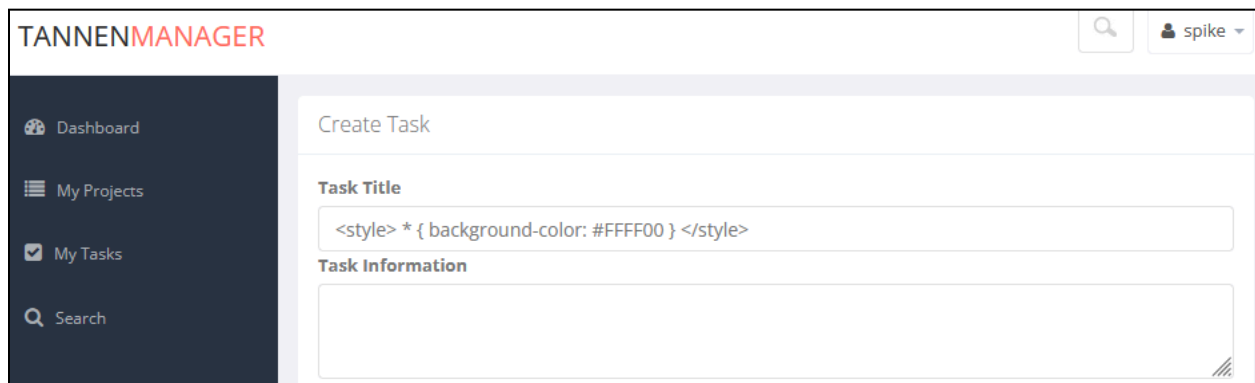 TANNENMANAGER
spike
Dashboard
My Projects
My Tasks
Search
Create Task
Task Title
<style> * { background-color: #FFFF00 } </style>
Task Information